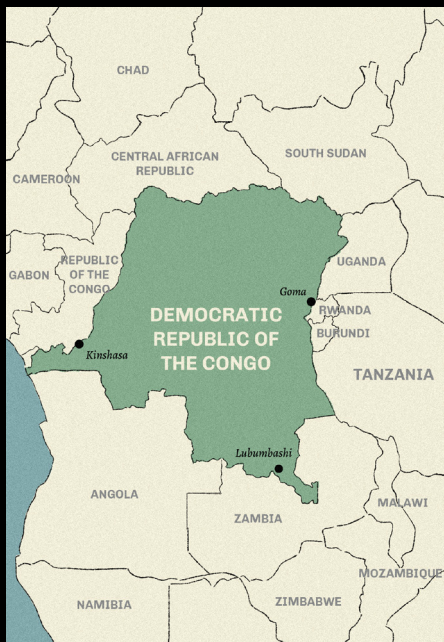 CHAD
CENTRAL AFRICAN
REPUBLIC
SOUTH SUDAN
CAMEROON
REPUBLIC
OF THE
CONGO
GABON
UGANDA
Goma
RWANDA
BURUNDI
DEMOCRATIC
REPUBLIC OF
THE CONGO
Kinshasa
TANZANIA
Lubumbashi
ANGOLA
ZAMBIA
MALAWI
MOZAMBIQUE
NAMIBIA
ZIMBABWE